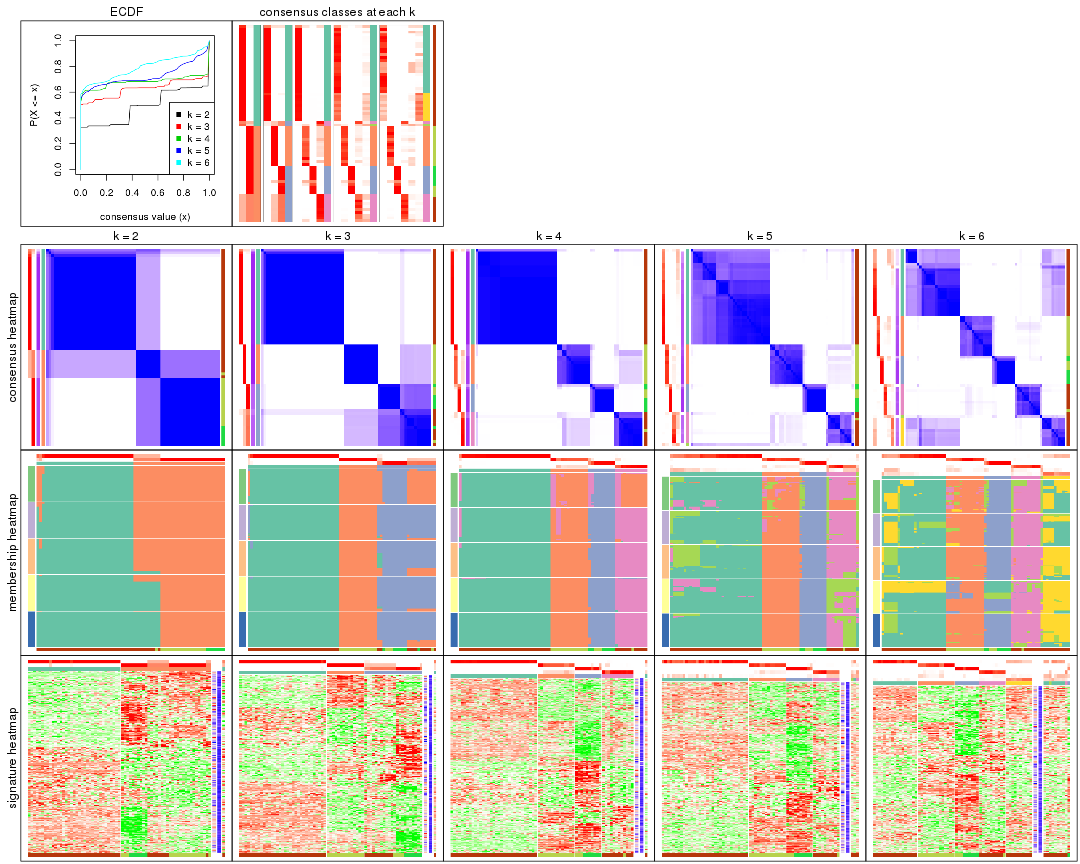 ECDF
consensus classes at each k
P(X <= x)
0.0 0.2 0.4 0.6 0.8 1.0
k = 2
k = 3
k = 4
k = 5
k = 6
0.0 0.2 0.4 0.6 0.8 1.0
consensus value (x)
k = 2 k = 3 k = 4 k = 5 k = 6
consensus heatmap
membership heatmap
signature heatmap